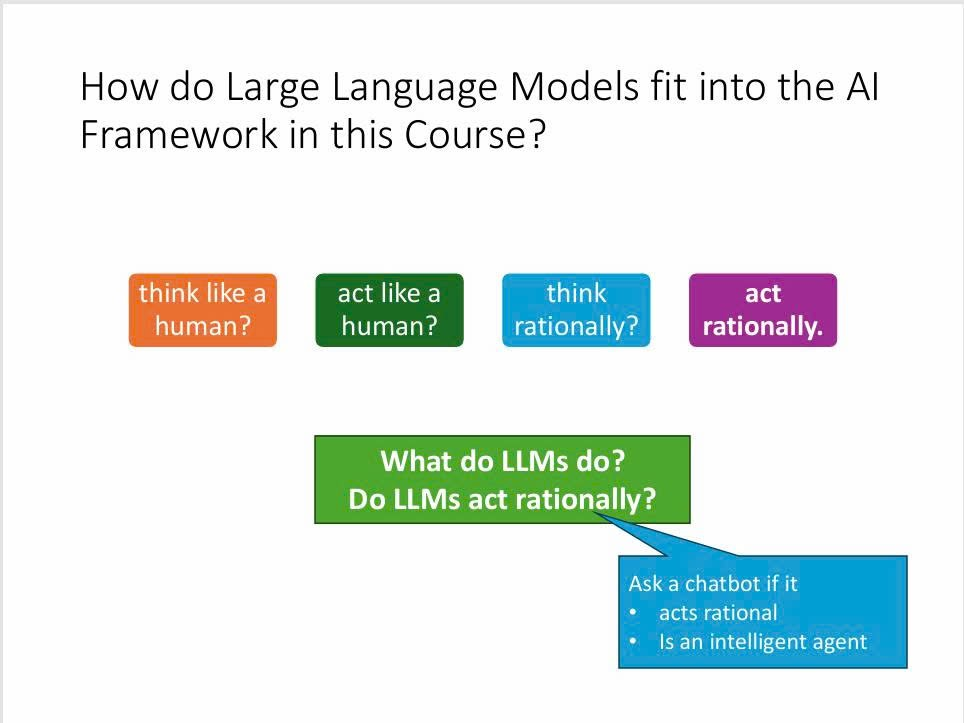 How do Large Language Models fit into the AI
Framework in this Course?
think like a
human?
act like a
human?
think
rationally?
act
rationally.
What do LLMs do?
Do LLMs act rationally?
Ask a chatbot if it
• acts rational
• Is an intelligent agent